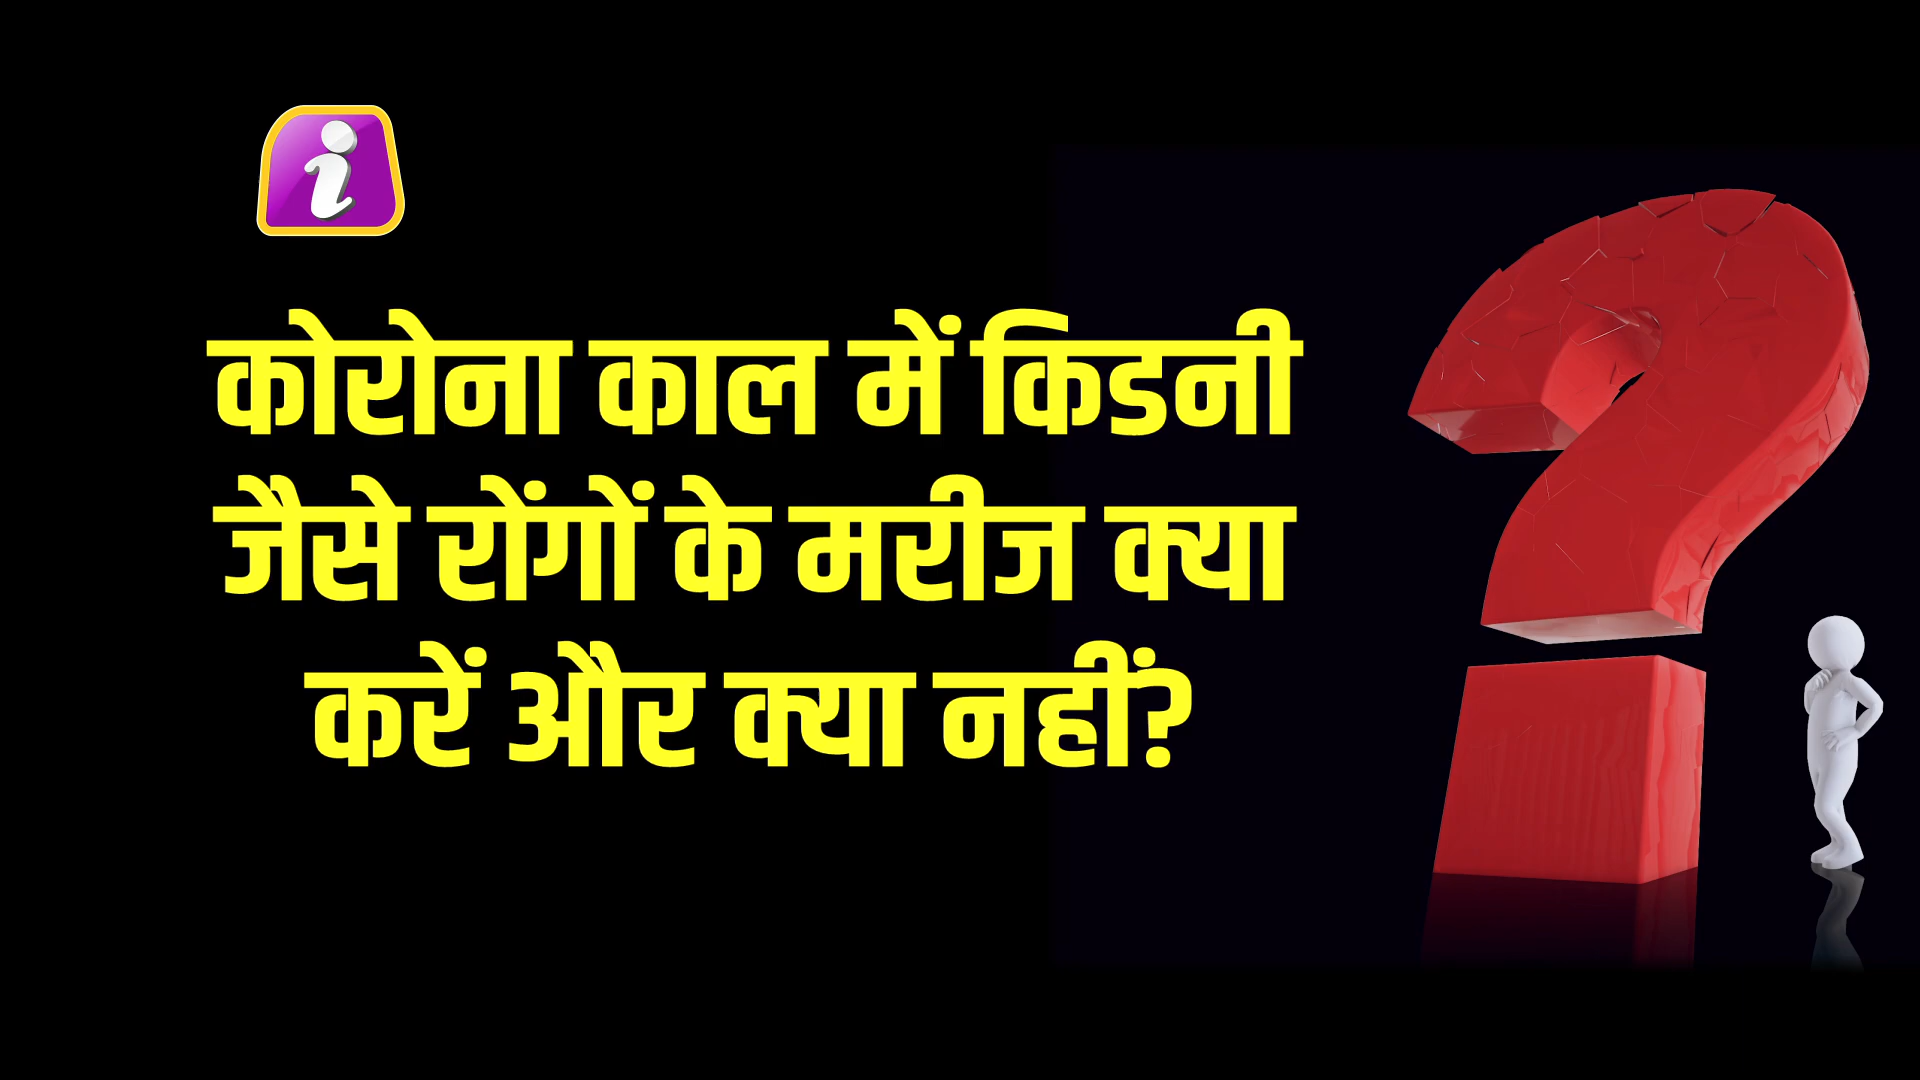 i
कोरोना काल में किडनी
जैसे रोंगों के मरीज क्या
करें और क्या नहीं?